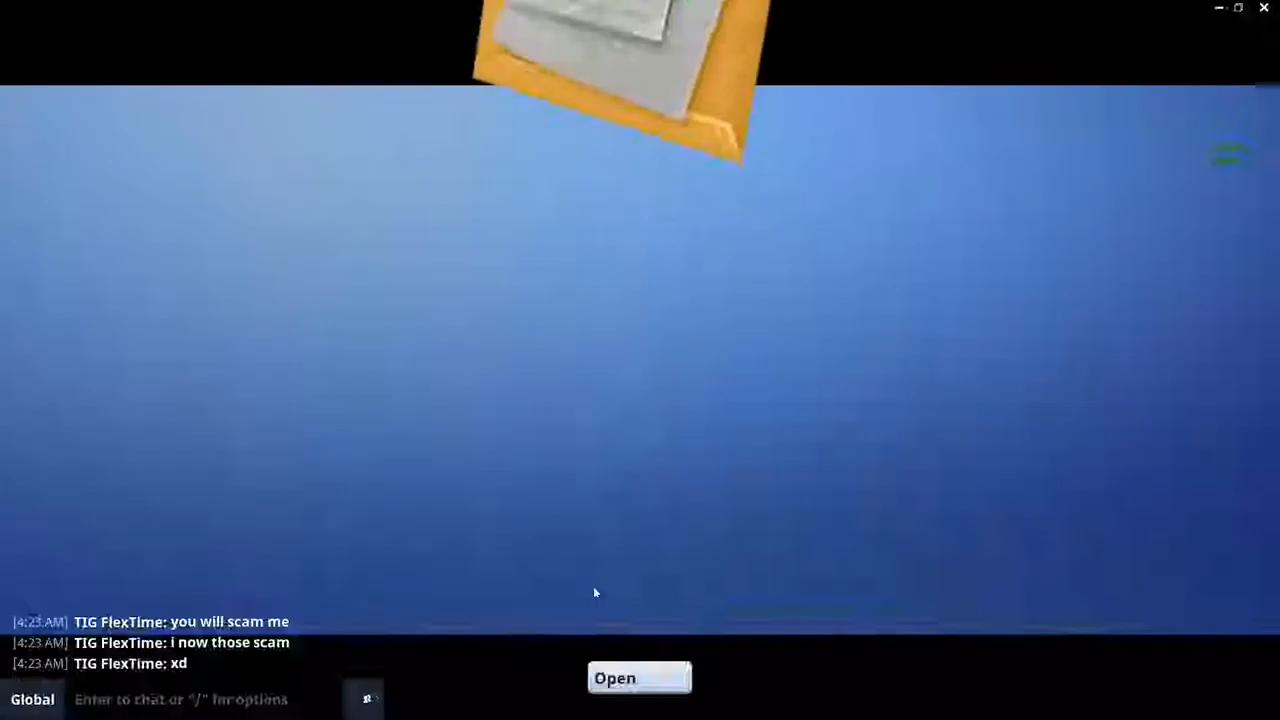 [4:23 AM] TIG FlexTime: you will scam me
[4:23 AM] TIG FlexTime: i now those scam
[4:23 AM] TIG FlexTime: xd
Open
Global Enter to chat or "/" for options